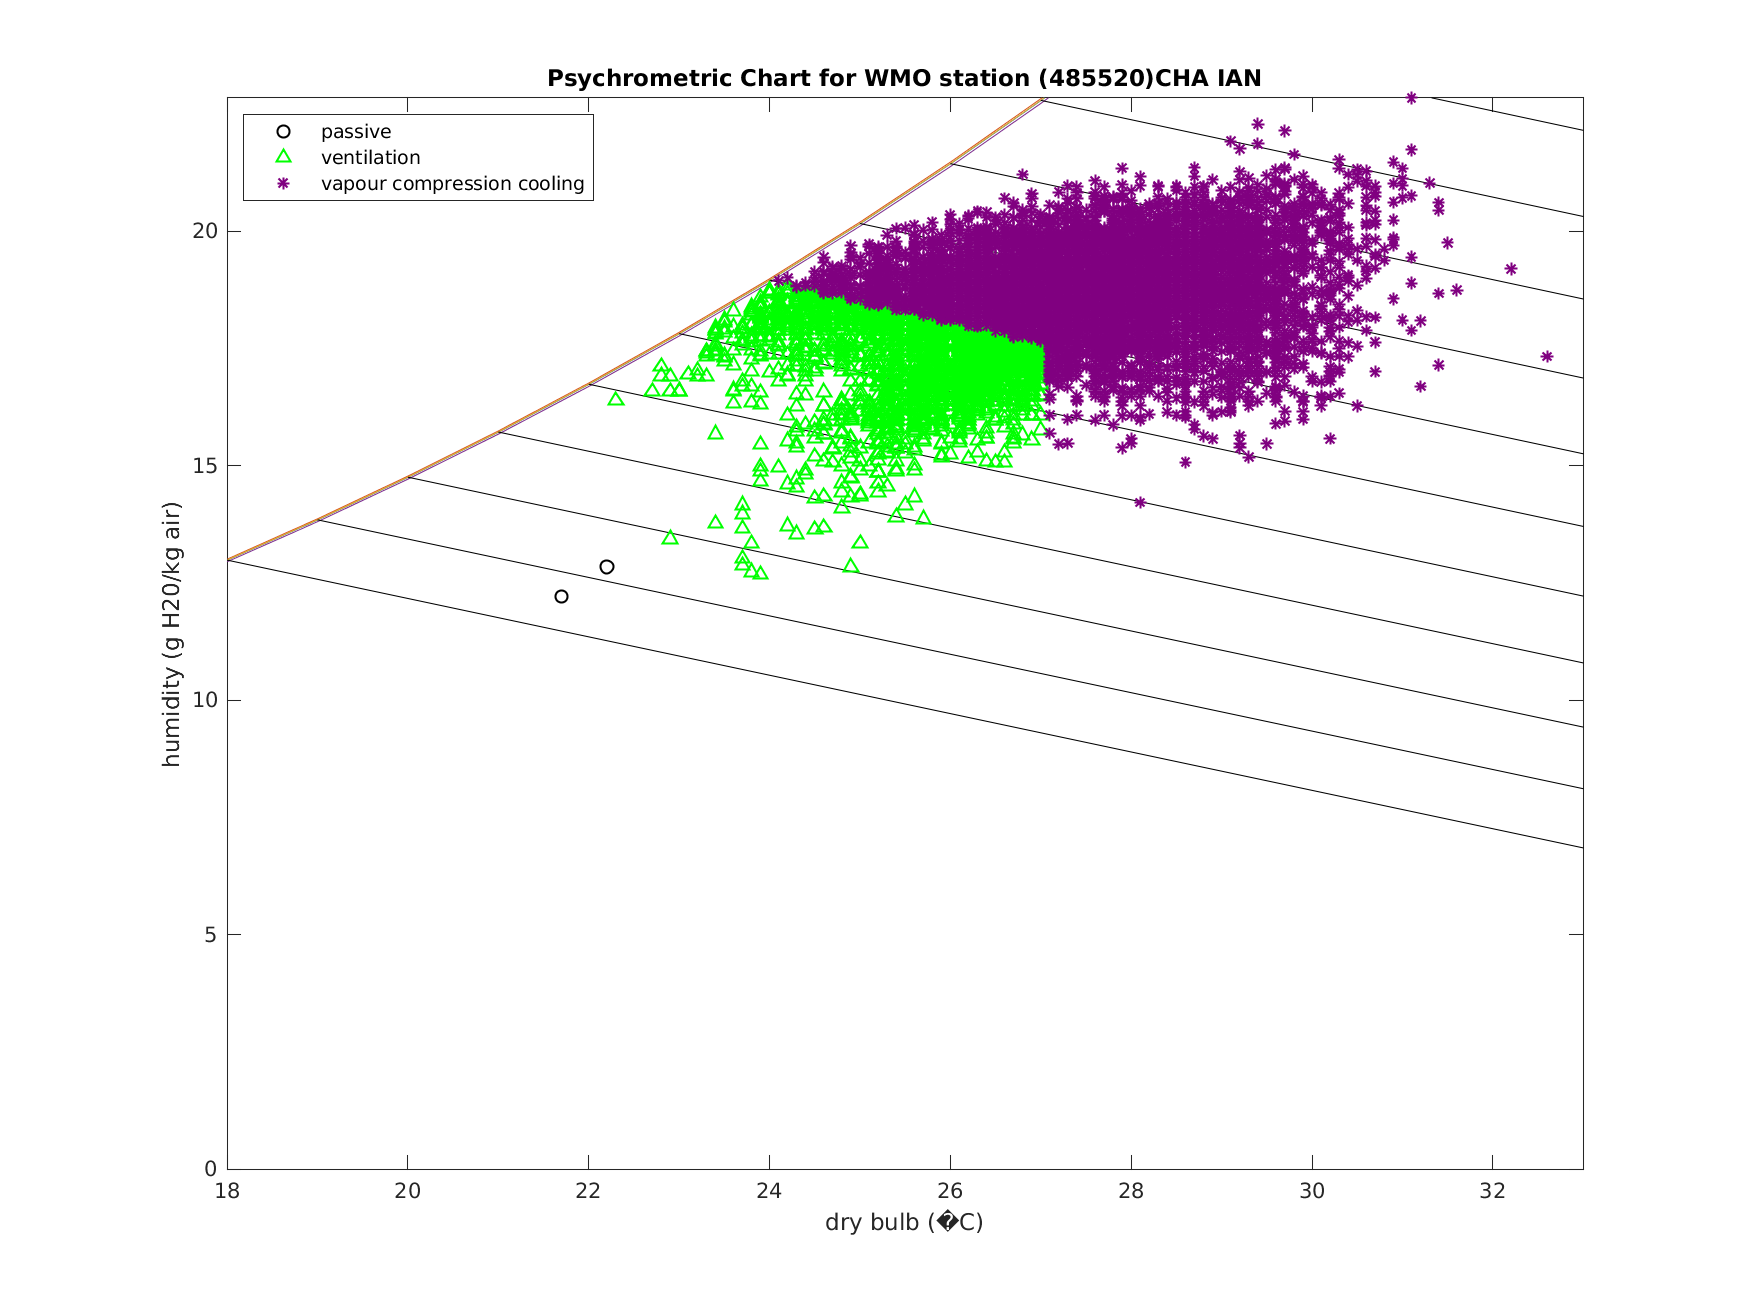 Psychrometric Chart for WMO station (485520)CHA IAN
passive
ventilation
vapour compression cooling
humidity (g H20/kg air)
20
15
10
5
0
18 20 22 24 26 28 30 32
dry bulb (�C)